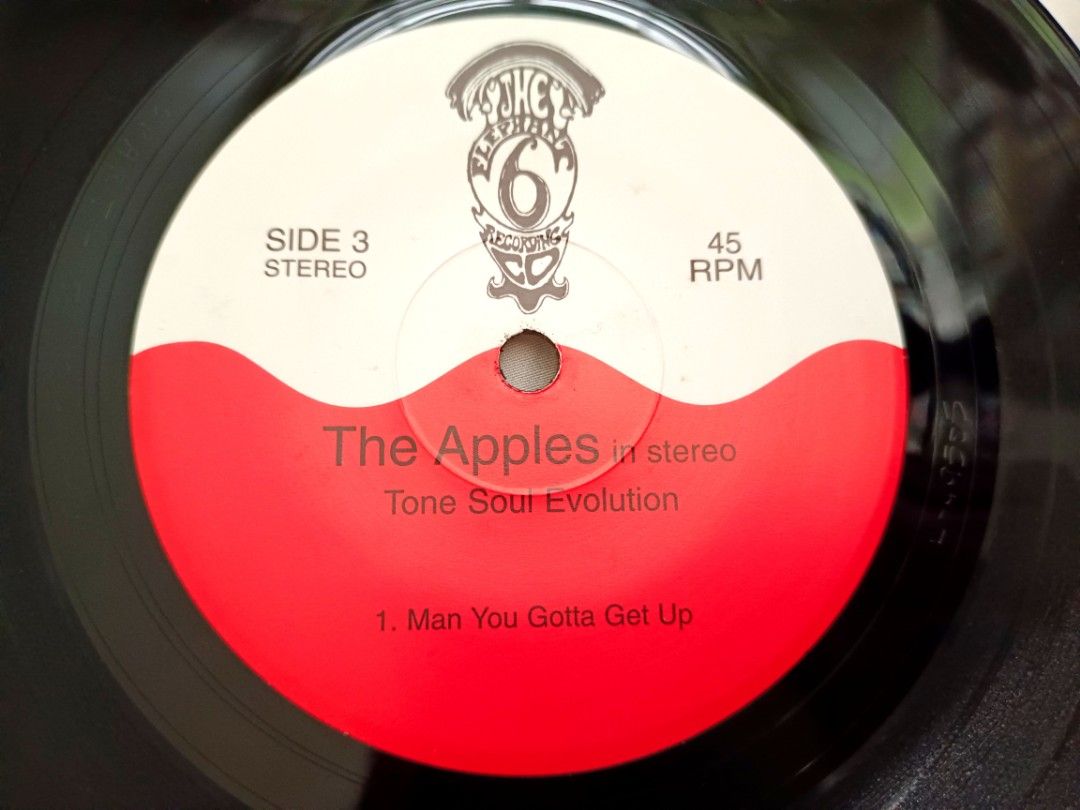 THE
ELEPHANT
6
RECORDING
CO
SIDE 3
STEREO
45
RPM
The Apples in stereo
Tone Soul Evolution
1. Man You Gotta Get Up